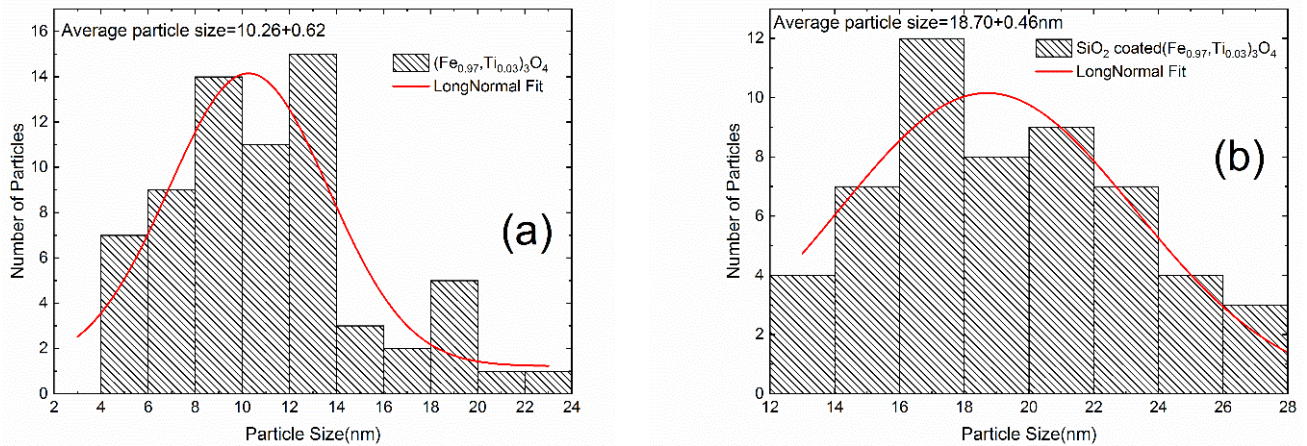 Average particle size=10.26+0.62
(Fe0.97,Ti0.03)3O4
LongNormal Fit
(a)
Number of Particles
16
14
12
10
8
6
4
2
0
2 4 6 8 10 12 14 16 18 20 22 24
Particle Size(nm)
Average particle size=18.70+0.46nm
SiO2 coated(Fe0.97,Ti0.03)3O4
LongNormal Fit
(b)
Number of Particles
12
10
8
6
4
2
0
12 14 16 18 20 22 24 26 28
Particle Size(nm)